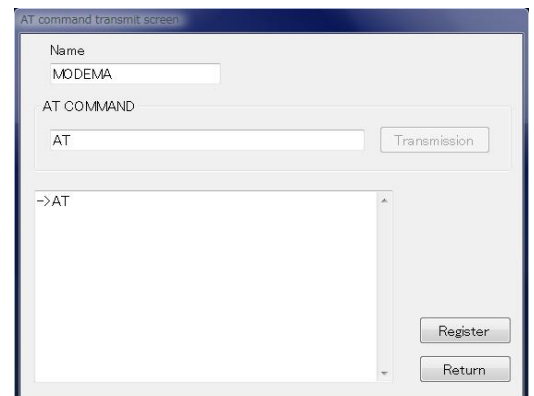 AT command transmit screen
Name
MODEMA
AT COMMAND
AT
Transmission
->AT
Register
Return